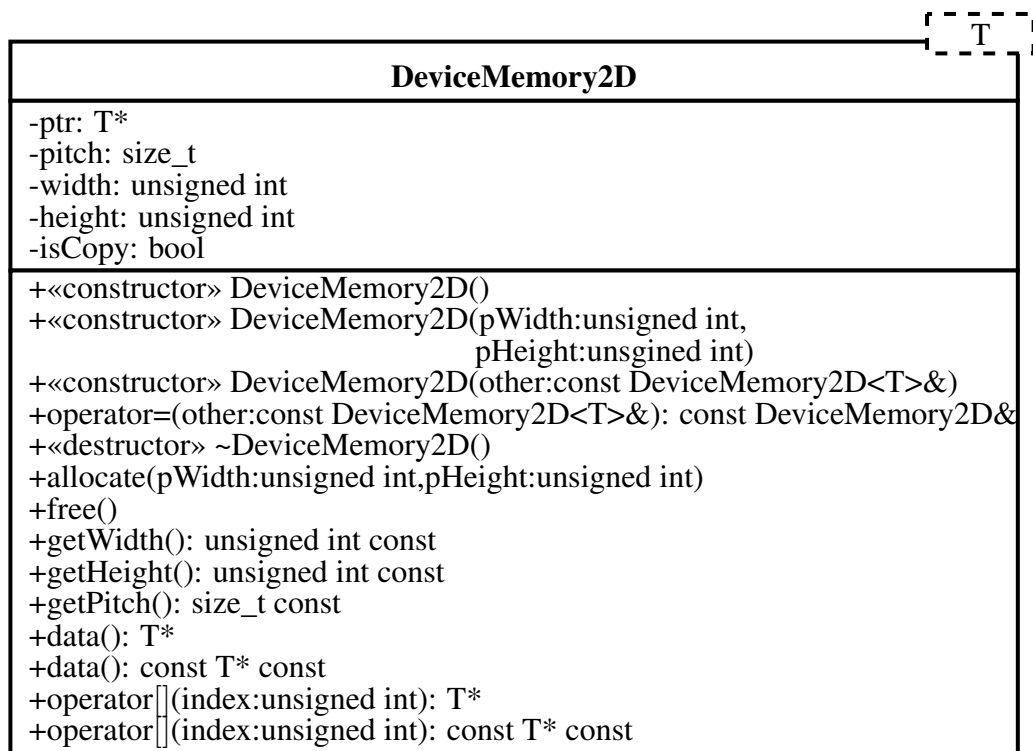 T
DeviceMemory2D
-ptr: T*
-pitch: size_t
-width: unsigned int
-height: unsigned int
-isCopy: bool
+«constructor» DeviceMemory2D()
+«constructor» DeviceMemory2D(pWidth:unsigned int,
pHeight:unsgined int)
+«constructor» DeviceMemory2D(other:const DeviceMemory2D<T>&)
+operator=(other:const DeviceMemory2D<T>&): const DeviceMemory2D&
+«destructor» ~DeviceMemory2D()
+allocate(pWidth:unsigned int,pHeight:unsigned int)
+free()
+getWidth(): unsigned int const
+getHeight(): unsigned int const
+getPitch(): size_t const
+data(): T*
+data(): const T* const
+operator[](index:unsigned int): T*
+operator[](index:unsigned int): const T* const